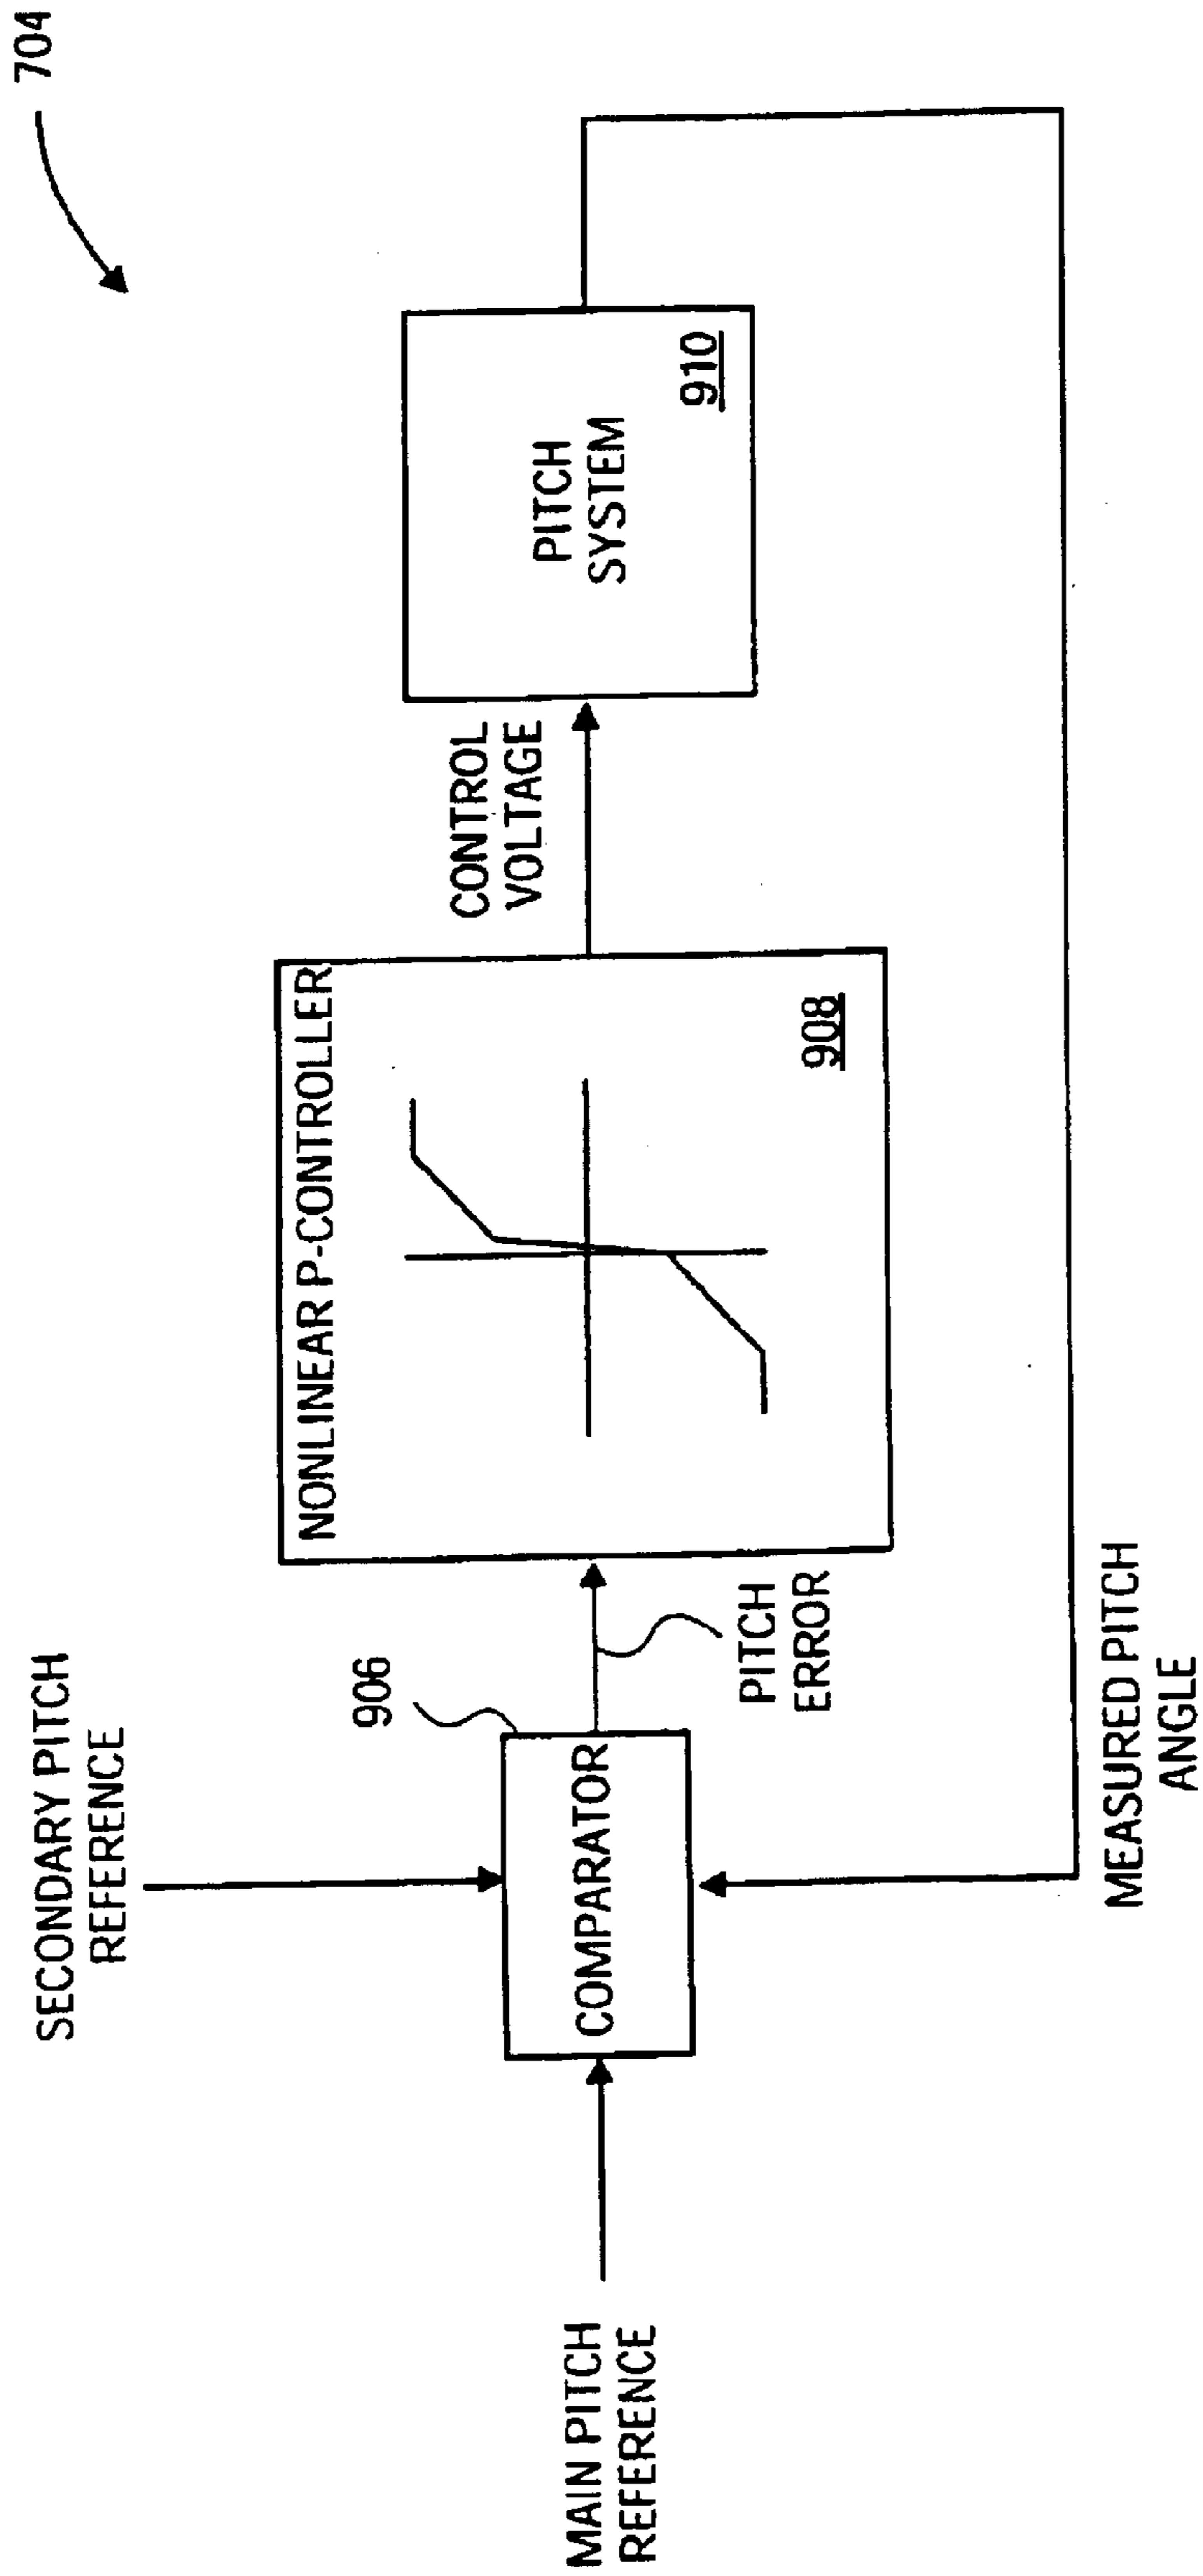 704
SECONDARY PITCH
REFERENCE
906
NONLINEAR P-CONTROLLER
908
CONTROL
VOLTAGE
PITCH
SYSTEM
910
MAIN PITCH
REFERENCE
COMPARATOR
PITCH
ERROR
MEASURED PITCH
ANGLE